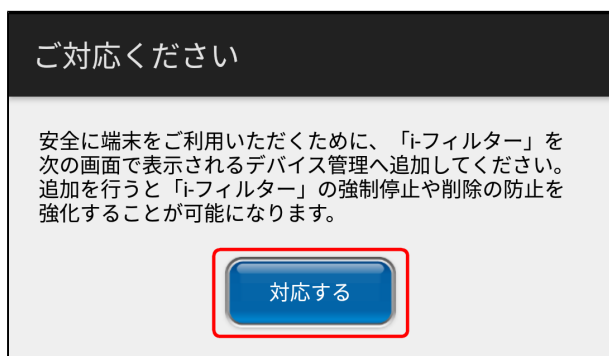 ご対応ください
安全に端末をご利用いただくために、「i-フィルター」を
次の画面で表示されるデバイス管理へ追加してください。
追加を行うと「i-フィルター」の強制停止や削除の防止を
強化することが可能になります。
対応する